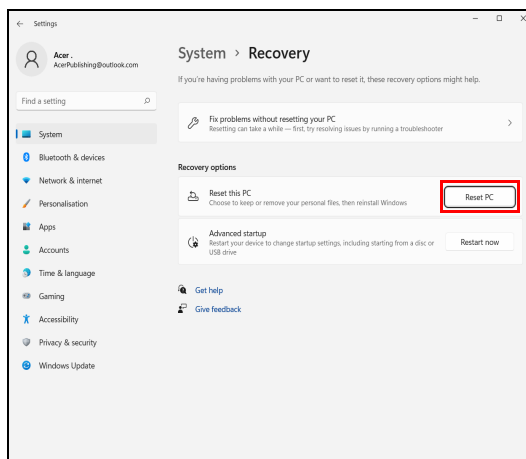 Settings
Acer .
AcerPublishing@outlook.com
Find a setting
System
Bluetooth & devices
Network & internet
Personalisation
Apps
Accounts
Time & language
Gaming
Accessibility
Privacy & security
Windows Update
System > Recovery
If you're having problems with your PC or want to reset it, these recovery options might help.
Fix problems without resetting your PC
Resetting can take a while — first, try resolving issues by running a troubleshooter
Recovery options
Reset this PC
Choose to keep or remove your personal files, then reinstall Windows
Reset PC
Advanced startup
Restart your device to change startup settings, including starting from a disc or
USB drive
Restart now
Get help
Give feedback